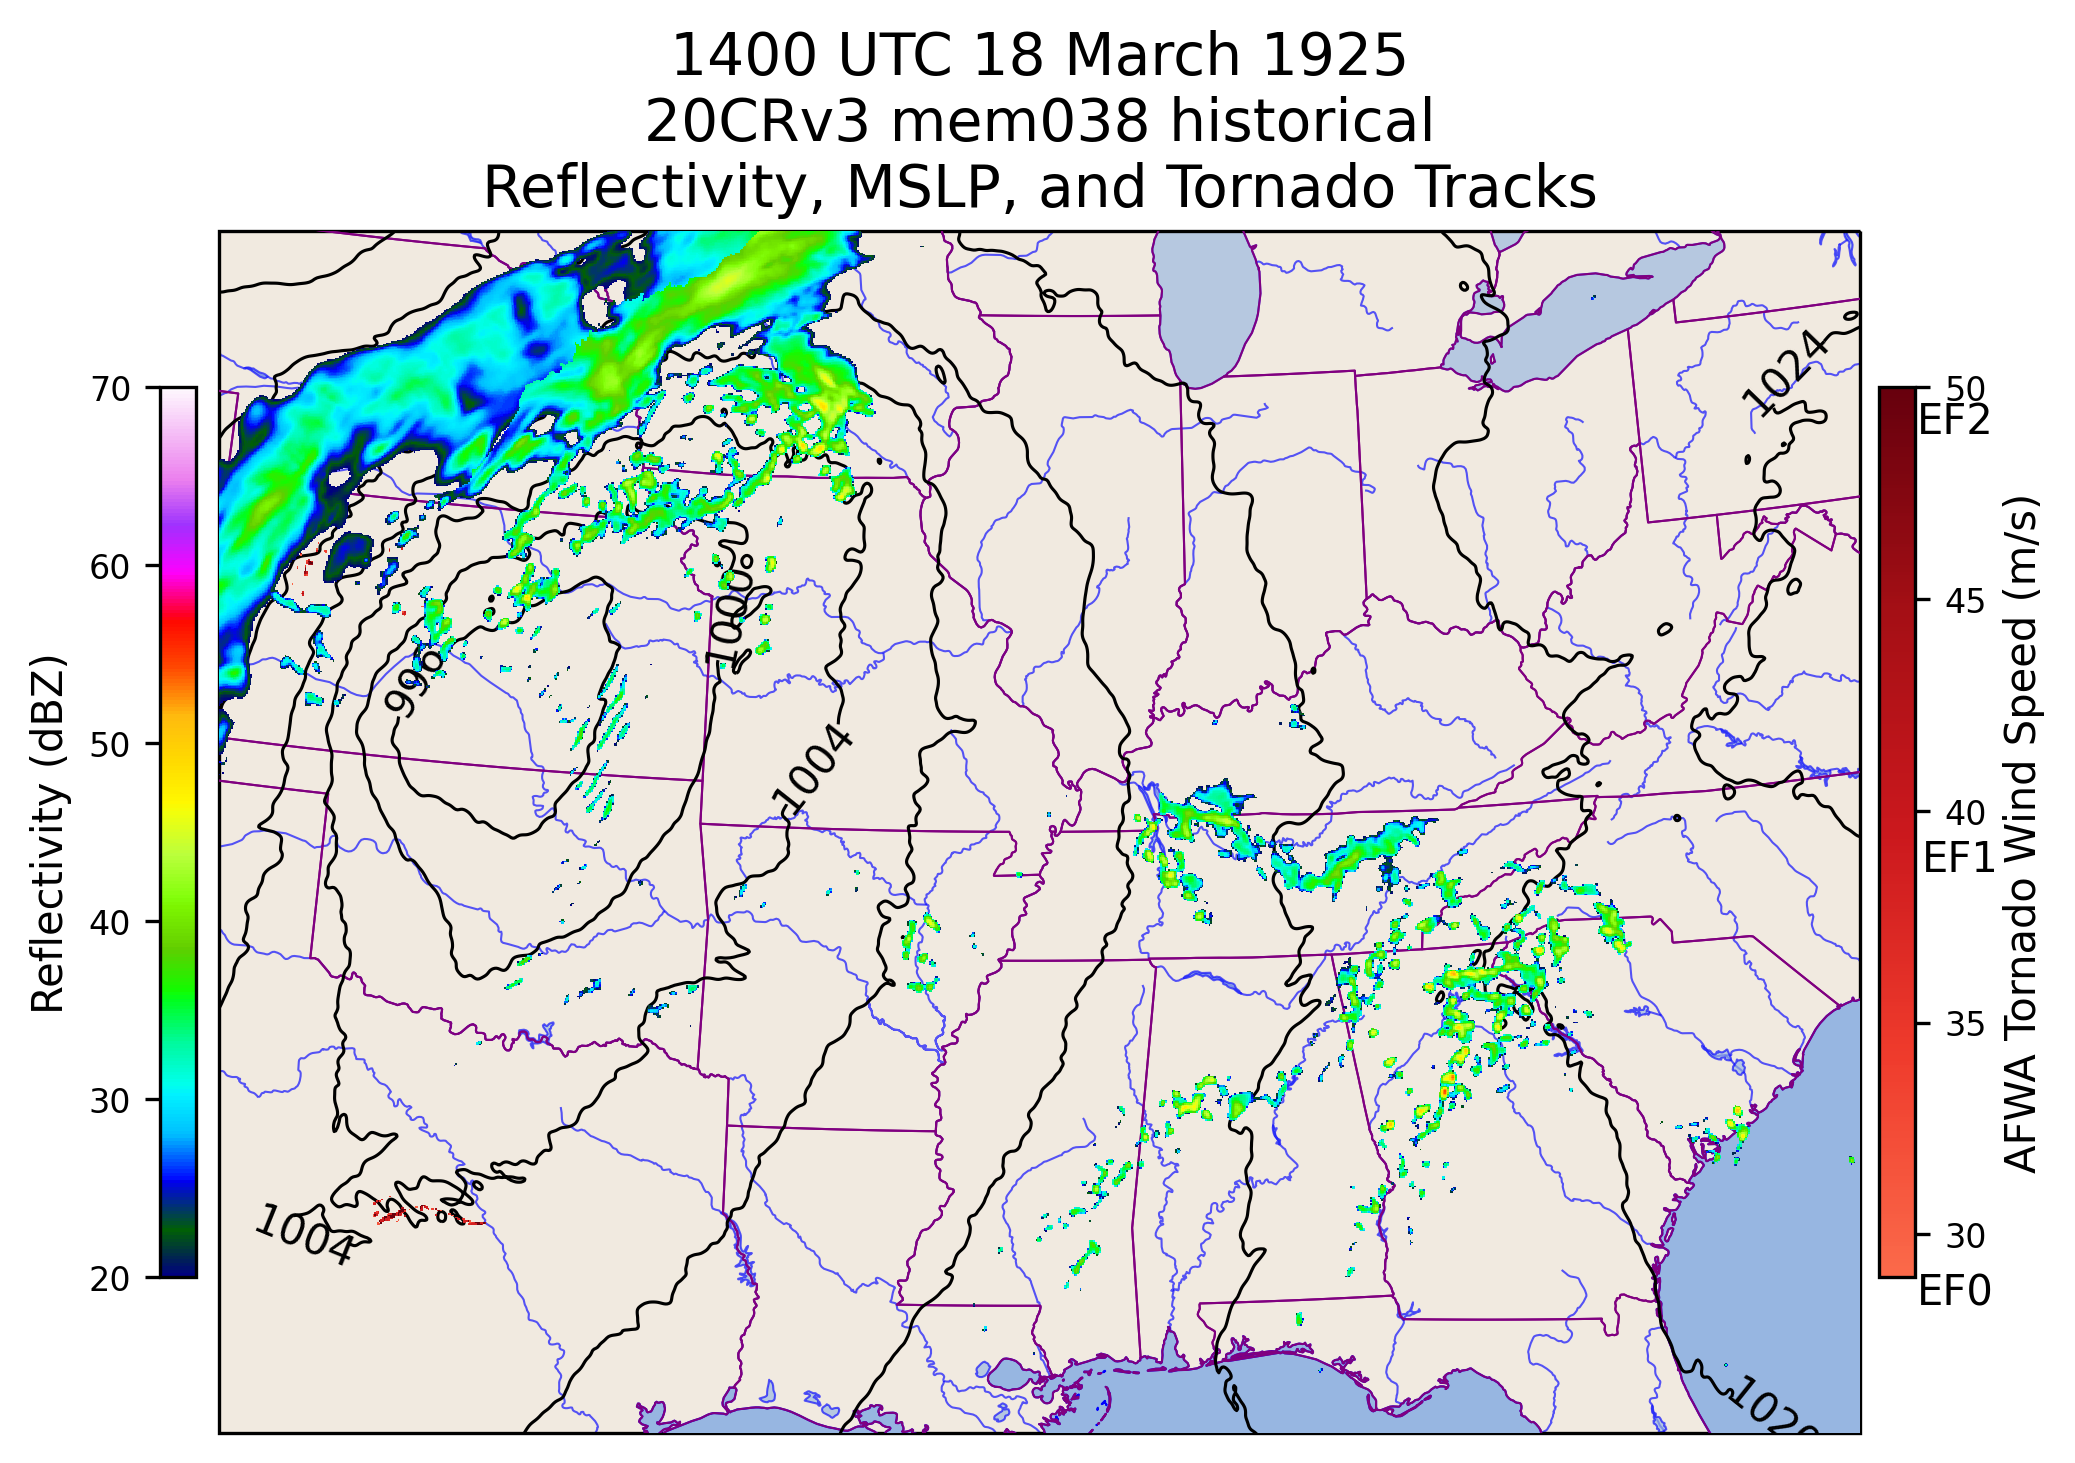 1400 UTC 18 March 1925
20CRv3 mem038 historical
Reflectivity, MSLP, and Tornado Tracks
1024
70
60
50
40
30
20
Reflectivity (dBZ)
996
1000
1004
1004
1020
50
EF2
45
40
EF1
35
30
EF0
AFWA Tornado Wind Speed (m/s)